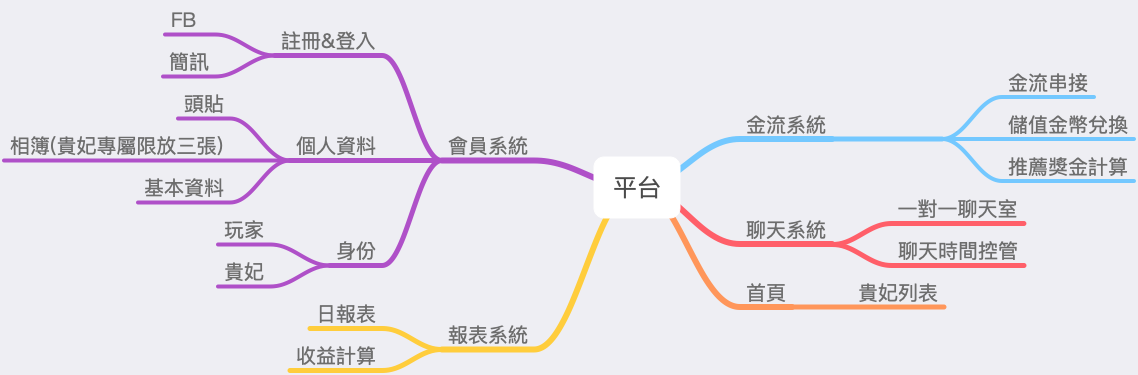 平台
會員系統
註冊&登入
FB
簡訊
個人資料
頭貼
相簿(貴妃專屬限放三張)
基本資料
身份
玩家
貴妃
報表系統
日報表
收益計算
金流系統
金流串接
儲值金幣兌換
推薦獎金計算
聊天系統
一對一聊天室
聊天時間控管
首頁
貴妃列表